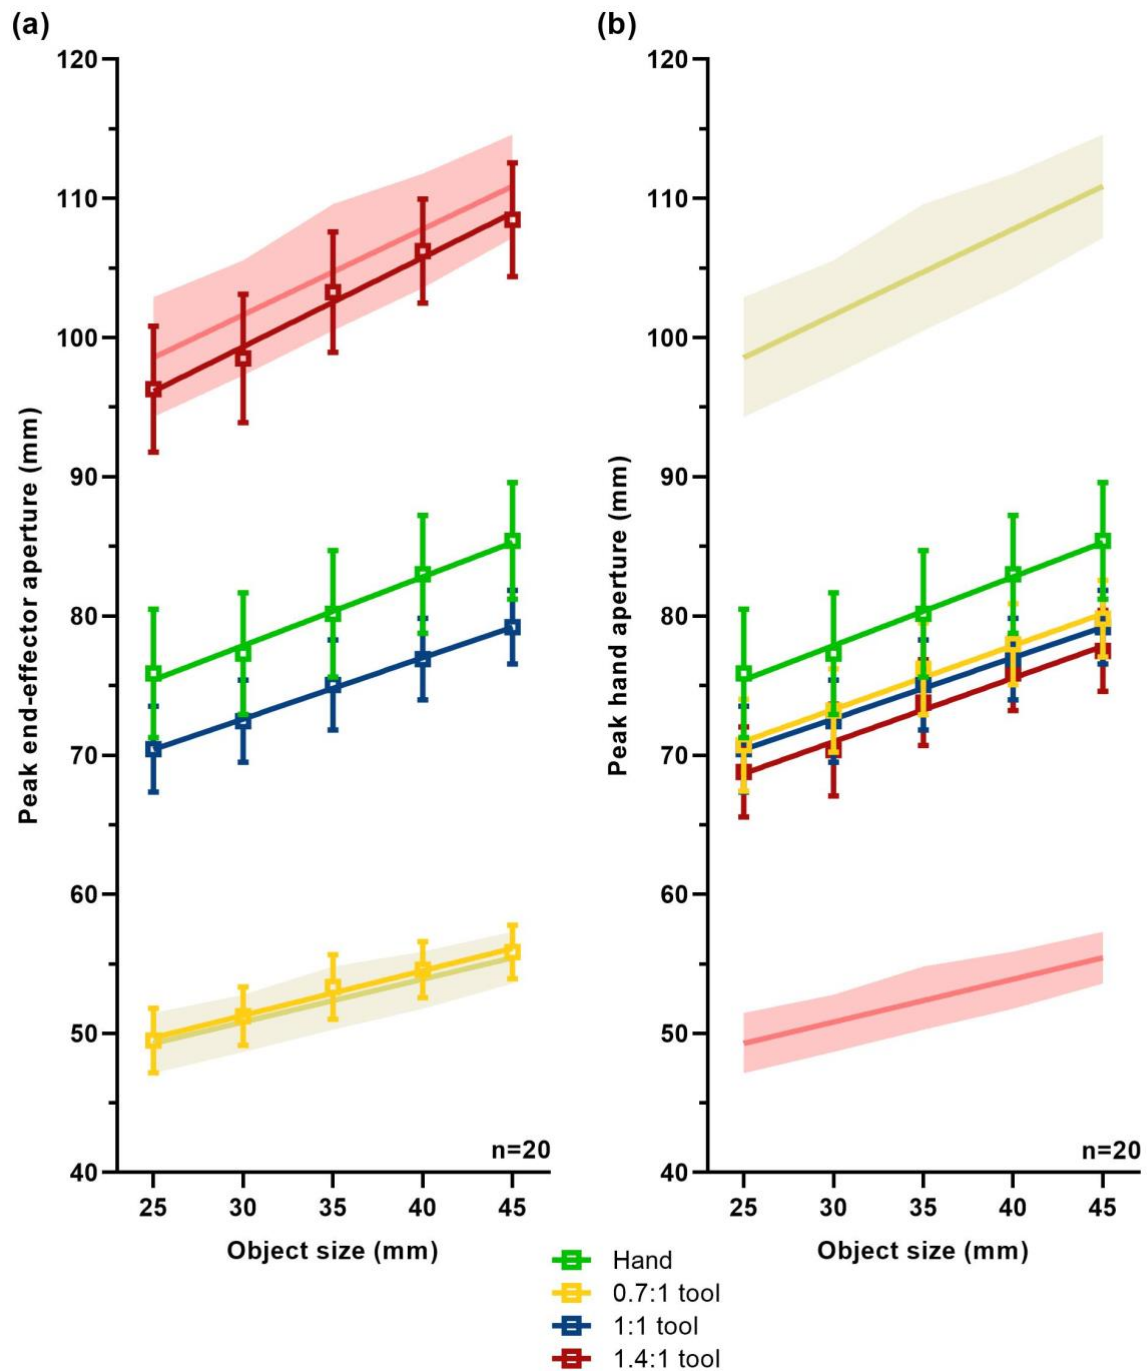 (a)
120
110
100
90
80
70
60
50
40
Peak end-effector aperture (mm)
n=20
25 30 35 40 45
Object size (mm)
(b)
120
110
100
90
80
70
60
50
40
Peak hand aperture (mm)
n=20
25 30 35 40 45
Object size (mm)
Hand
0.7:1 tool
1:1 tool
1.4:1 tool